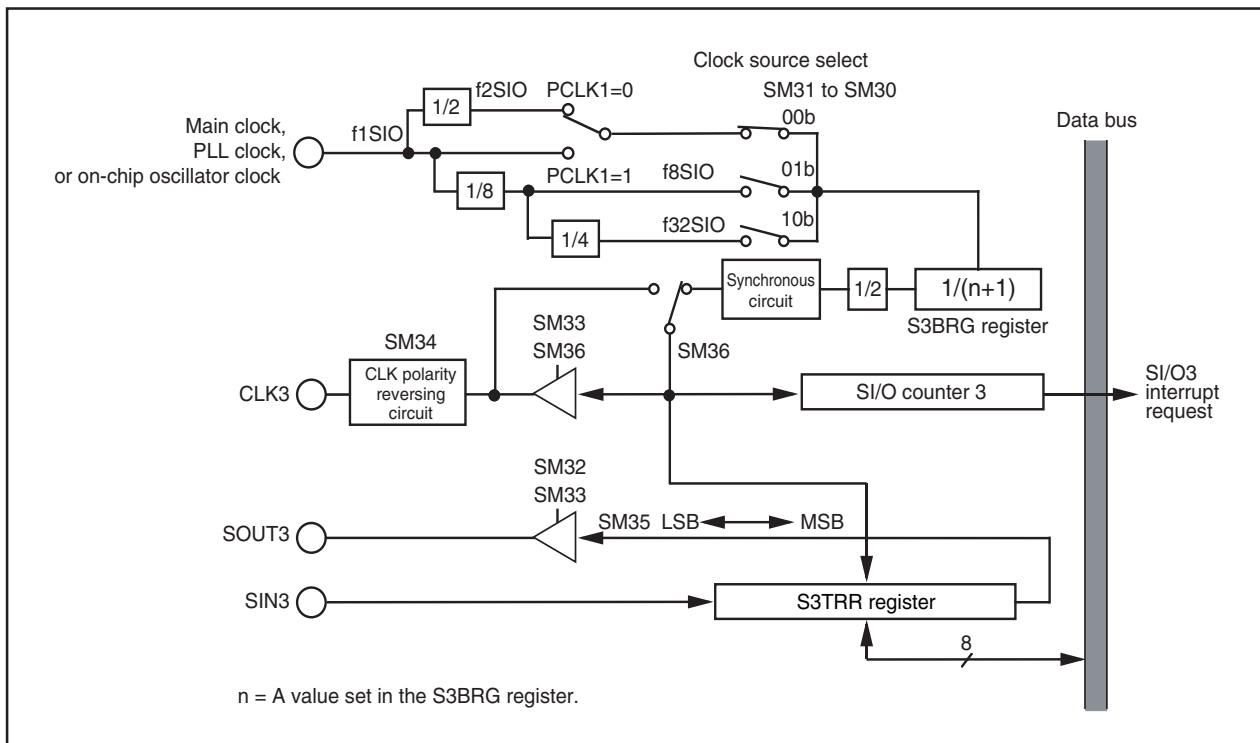 Clock source select
SM31 to SM30
Main clock,
PLL clock,
or on-chip oscillator clock
f1SIO
1/2
f2SIO
PCLK1=0
00b
PCLK1=1
1/8
f8SIO
01b
1/4
f32SIO
10b
Data bus
Synchronous
circuit
1/2
1/(n+1)
S3BRG register
SM36
SM34
CLK3
CLK polarity
reversing
circuit
SM33
SM36
SI/O counter 3
SI/O3
interrupt
request
SM32
SM33
SOUT3
SM35 LSB MSB
SIN3
S3TRR register
8
n = A value set in the S3BRG register.